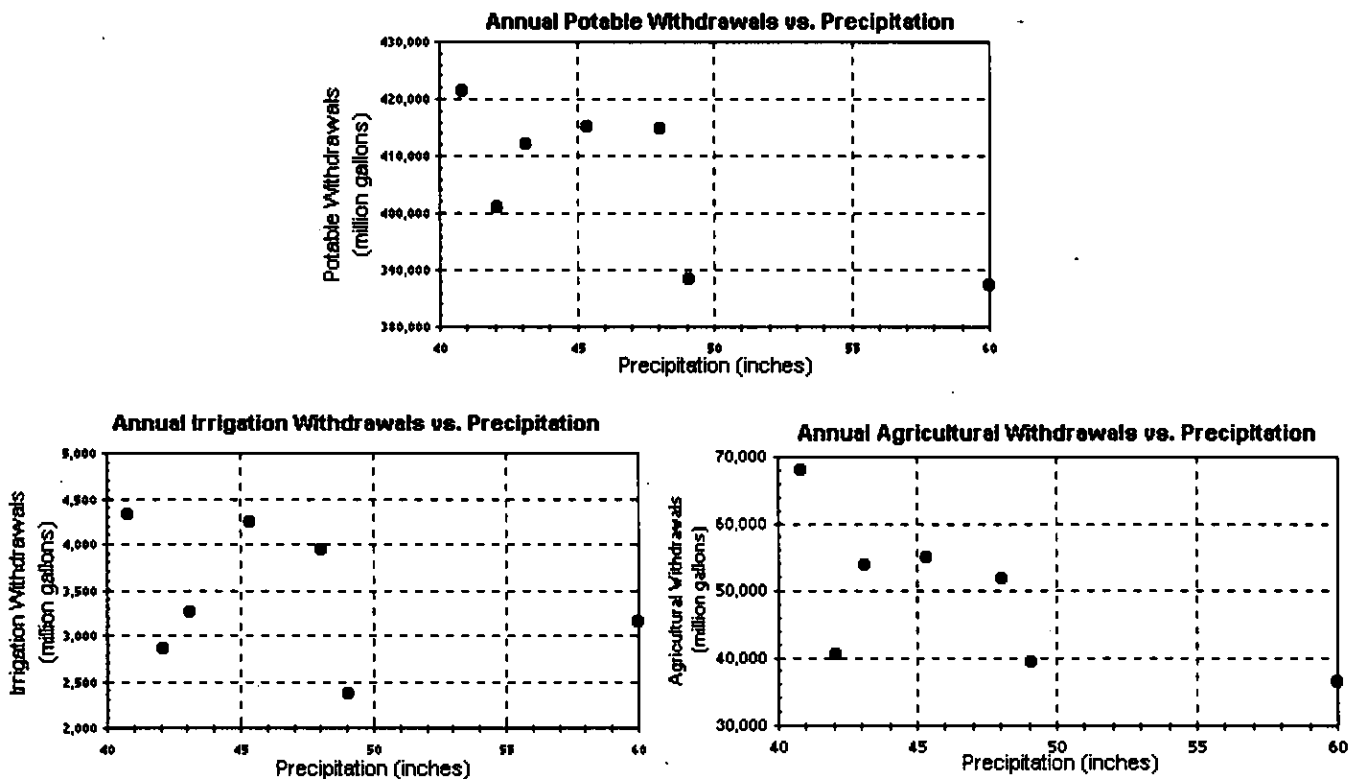 Annual Potable Withdrawals vs. Precipitation
430,000
420,000
410,000
400,000
390,000
380,000
Potable Withdrawals
(million gallons)
40 45 50 55 60
Precipitation (inches)
Annual Irrigation Withdrawals vs. Precipitation
5,000
4,500
4,000
3,500
3,000
2,500
2,000
Irrigation Withdrawals
(million gallons)
40 45 50 55 60
Precipitation (inches)
Annual Agricultural Withdrawals vs. Precipitation
70,000
60,000
50,000
40,000
30,000
Agricultural Withdrawals
(million gallons)
40 45 50 55 60
Precipitation (inches)